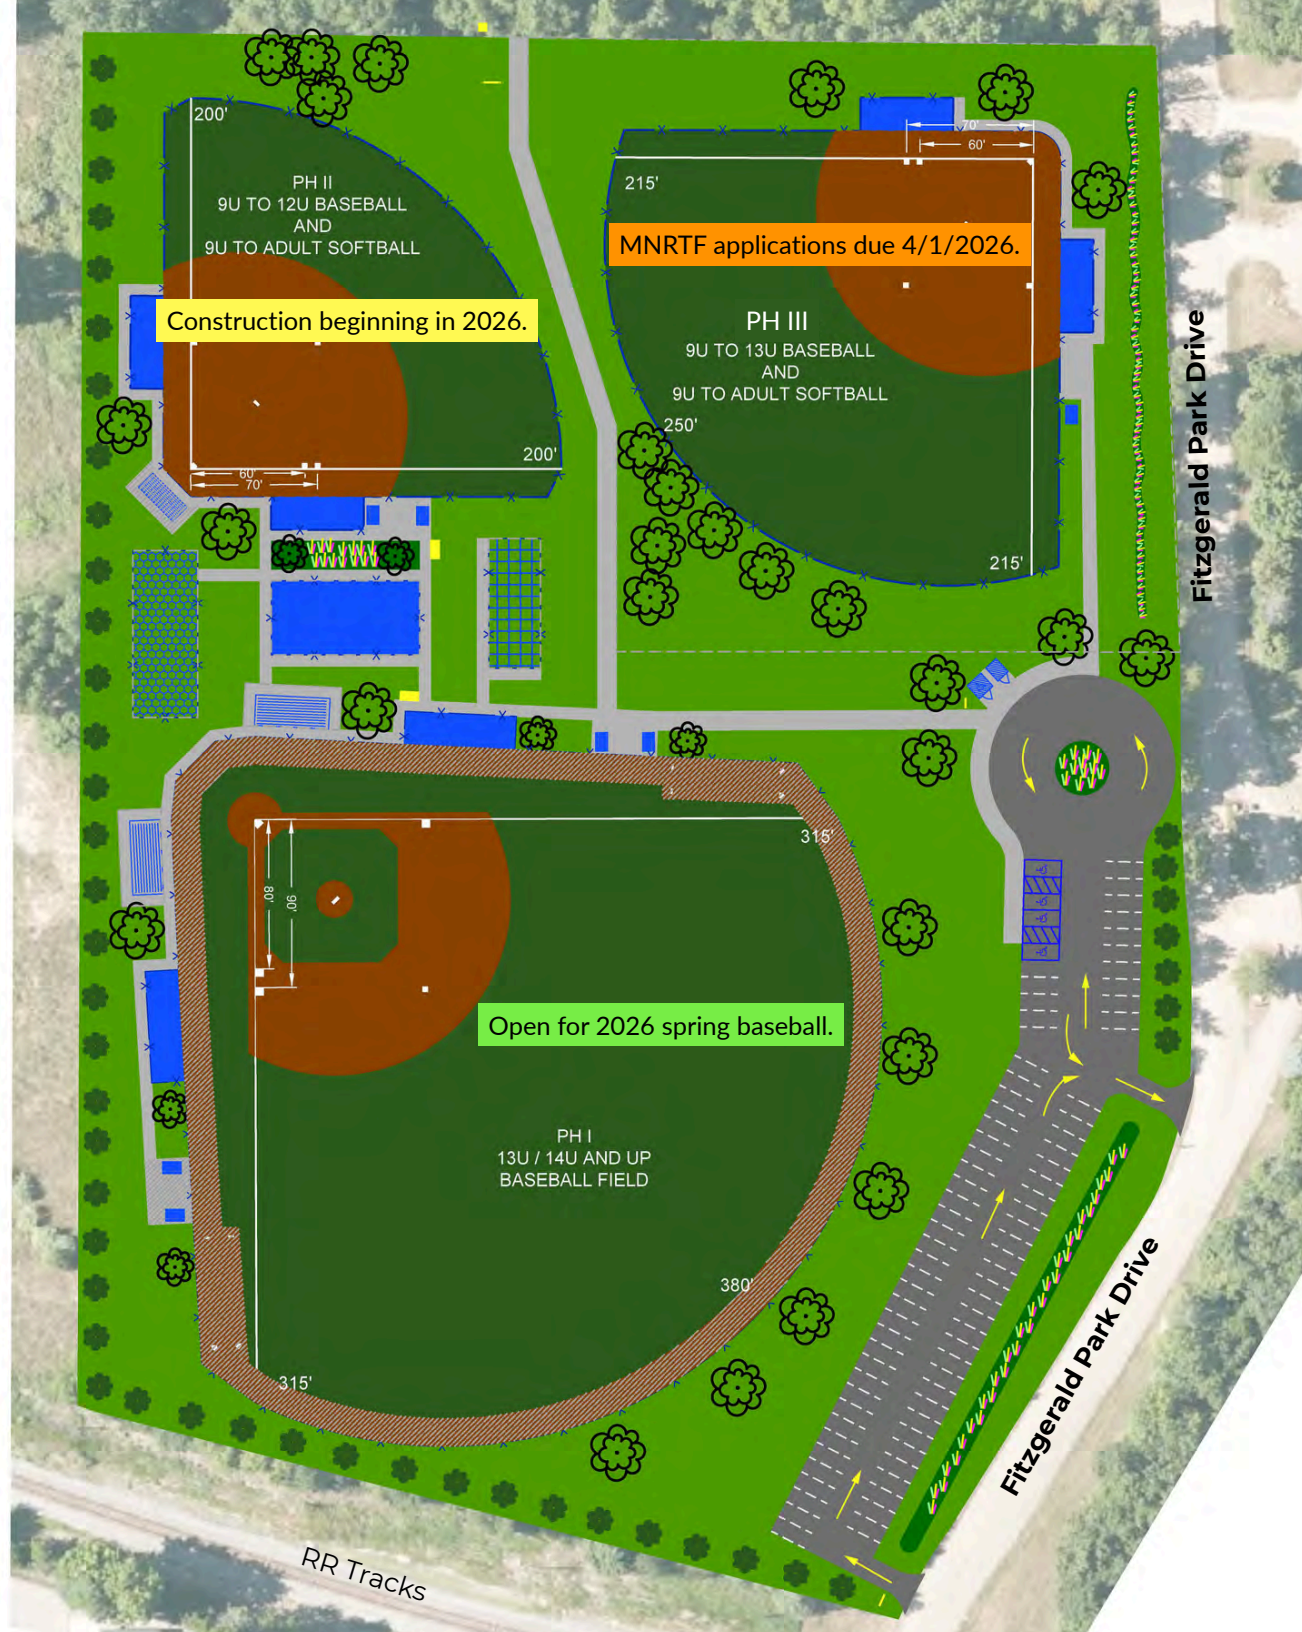 200'
PH II
9U TO 12U BASEBALL
AND
9U TO ADULT SOFTBALL
Construction beginning in 2026.
200'
60'
70'
70'
60'
215'
MNRTF applications due 4/1/2026.
PH III
9U TO 13U BASEBALL
AND
9U TO ADULT SOFTBALL
250'
215'
Fitzgerald Park Drive
315'
80'
90'
Open for 2026 spring baseball.
PH I
13U / 14U AND UP
BASEBALL FIELD
380'
315'
Fitzgerald Park Drive
RR Tracks